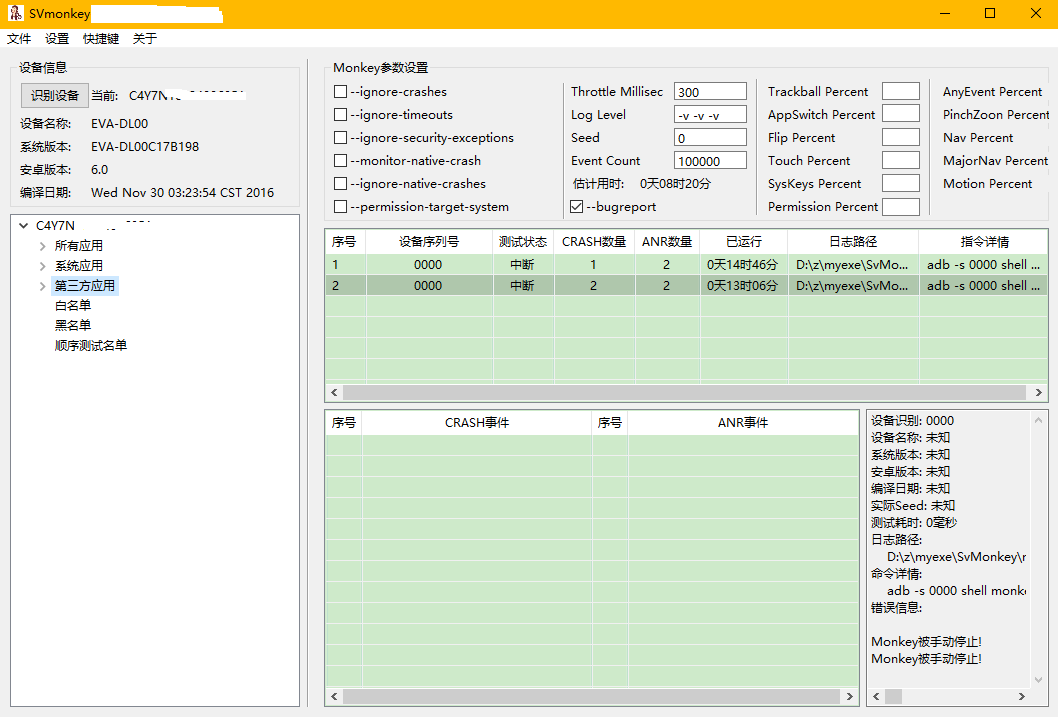 SVmonkey
文件 设置 快捷键 关于
设备信息
识别设备 当前: C4Y7N
设备名称: EVA-DL00
系统版本: EVA-DL00C17B198
安卓版本: 6.0
编译日期: Wed Nov 30 03:23:54 CST 2016
C4Y7N
所有应用
系统应用
第三方应用
白名单
黑名单
顺序测试名单
Monkey参数设置
--ignore-crashes
--ignore-timeouts
--ignore-security-exceptions
--monitor-native-crash
--ignore-native-crashes
--permission-target-system
Throttle Millisec 300
Log Level -v -v -v
Seed 0
Event Count 100000
估计用时: 0天08时20分
--bugreport
Trackball Percent
AppSwitch Percent
Flip Percent
Touch Percent
SysKeys Percent
Permission Percent
AnyEvent Percent
PinchZoon Percent
Nav Percent
MajorNav Percent
Motion Percent
序号 设备序列号 测试状态 CRASH数量 ANR数量 已运行 日志路径 指令详情
1 0000 中断 1 2 0天14时46分 D:\z\myexe\SvMo... adb -s 0000 shell ...
2 0000 中断 2 2 0天13时06分 D:\z\myexe\SvMo... adb -s 0000 shell ...
序号 CRASH事件 序号 ANR事件
设备识别: 0000
设备名称: 未知
系统版本: 未知
安卓版本: 未知
编译日期: 未知
实际Seed: 未知
测试耗时: 0毫秒
日志路径:
D:\z\myexe\SvMonkey\r
命令详情:
adb -s 0000 shell monke
错误信息:
Monkey被手动停止!
Monkey被手动停止!